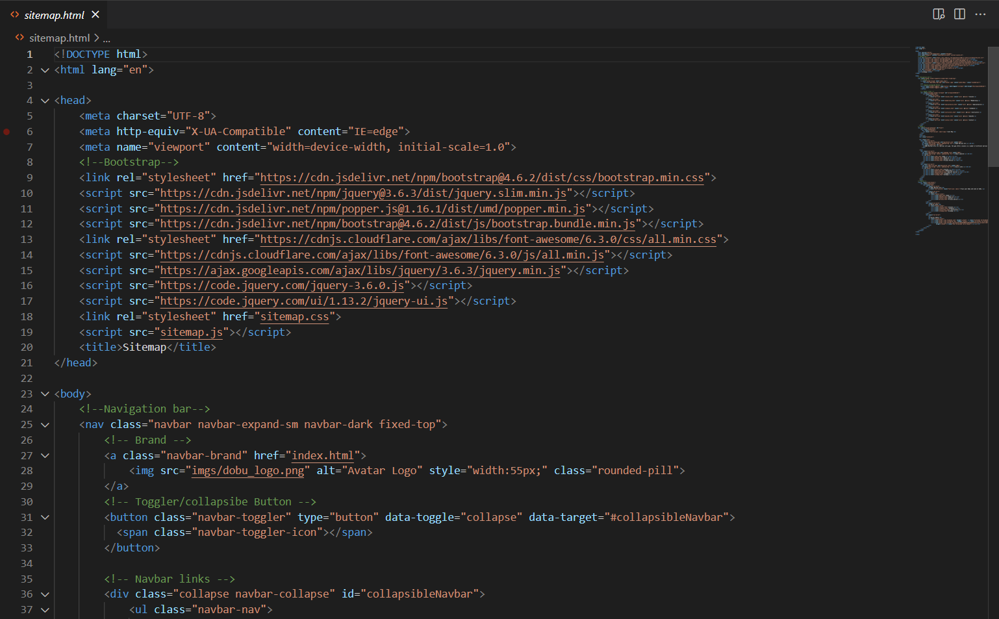 sitemap.html
sitemap.html > ...
1 <!DOCTYPE html>
2 <html lang="en">
3
4 <head>
5 <meta charset="UTF-8">
6 <meta http-equiv="X-UA-Compatible" content="IE=edge">
7 <meta name="viewport" content="width=device-width, initial-scale=1.0">
8 <!--Bootstrap-->
9 <link rel="stylesheet" href="https://cdn.jsdelivr.net/npm/bootstrap@4.6.2/dist/css/bootstrap.min.css">
10 <script src="https://cdn.jsdelivr.net/npm/jquery@3.6.3/dist/jquery.slim.min.js"></script>
11 <script src="https://cdn.jsdelivr.net/npm/popper.js@1.16.1/dist/umd/popper.min.js"></script>
12 <script src="https://cdn.jsdelivr.net/npm/bootstrap@4.6.2/dist/js/bootstrap.bundle.min.js"></script>
13 <link rel="stylesheet" href="https://cdnjs.cloudflare.com/ajax/libs/font-awesome/6.3.0/css/all.min.css">
14 <script src="https://cdnjs.cloudflare.com/ajax/libs/font-awesome/6.3.0/js/all.min.js"></script>
15 <script src="https://ajax.googleapis.com/ajax/libs/jquery/3.6.3/jquery.min.js"></script>
16 <script src="https://code.jquery.com/jquery-3.6.0.js"></script>
17 <script src="https://code.jquery.com/ui/1.13.2/jquery-ui.js"></script>
18 <link rel="stylesheet" href="sitemap.css">
19 <script src="sitemap.js"></script>
20 <title>Sitemap</title>
21 </head>
22
23 <body>
24 <!--Navigation bar-->
25 <nav class="navbar navbar-expand-sm navbar-dark fixed-top">
26 <!-- Brand -->
27 <a class="navbar-brand" href="index.html">
28 <img src="imgs/dobu_logo.png" alt="Avatar Logo" style="width:55px;" class="rounded-pill">
29 </a>
30 <!-- Toggler/collapsibe Button -->
31 <button class="navbar-toggler" type="button" data-toggle="collapse" data-target="#collapsibleNavbar">
32 <span class="navbar-toggler-icon"></span>
33 </button>
34
35 <!-- Navbar links -->
36 <div class="collapse navbar-collapse" id="collapsibleNavbar">
37 <ul class="navbar-nav">